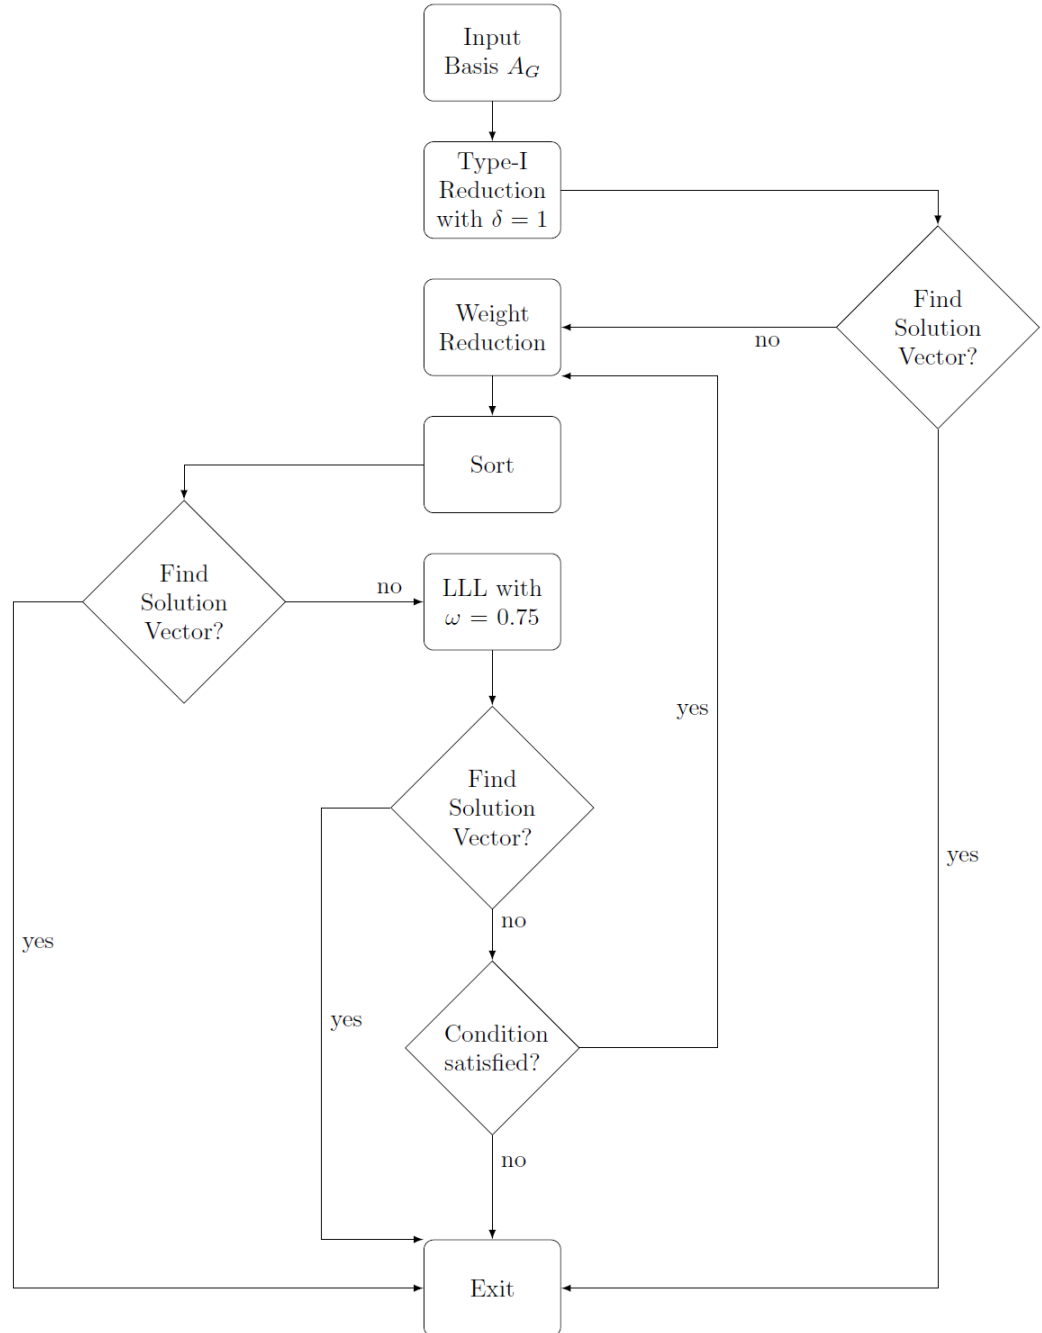 Input
Basis A_G
Type-I
Reduction
with δ = 1
Find
Solution
Vector?
Weight
Reduction
no
yes
Sort
Find
Solution
Vector?
no
LLL with
ω = 0.75
yes
Find
Solution
Vector?
yes
no
yes
Condition
satisfied?
no
Exit